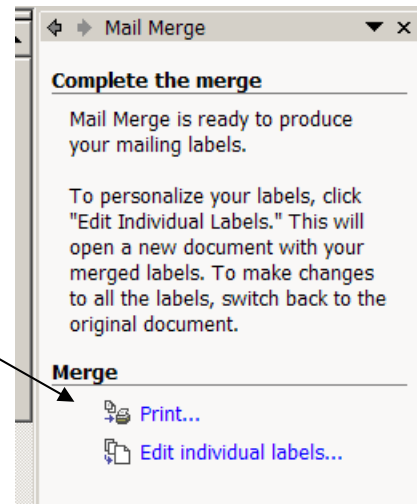 Mail Merge
Complete the merge
Mail Merge is ready to produce
your mailing labels.
To personalize your labels, click
"Edit Individual Labels." This will
open a new document with your
merged labels. To make changes
to all the labels, switch back to the
original document.
Merge
Print...
Edit individual labels...